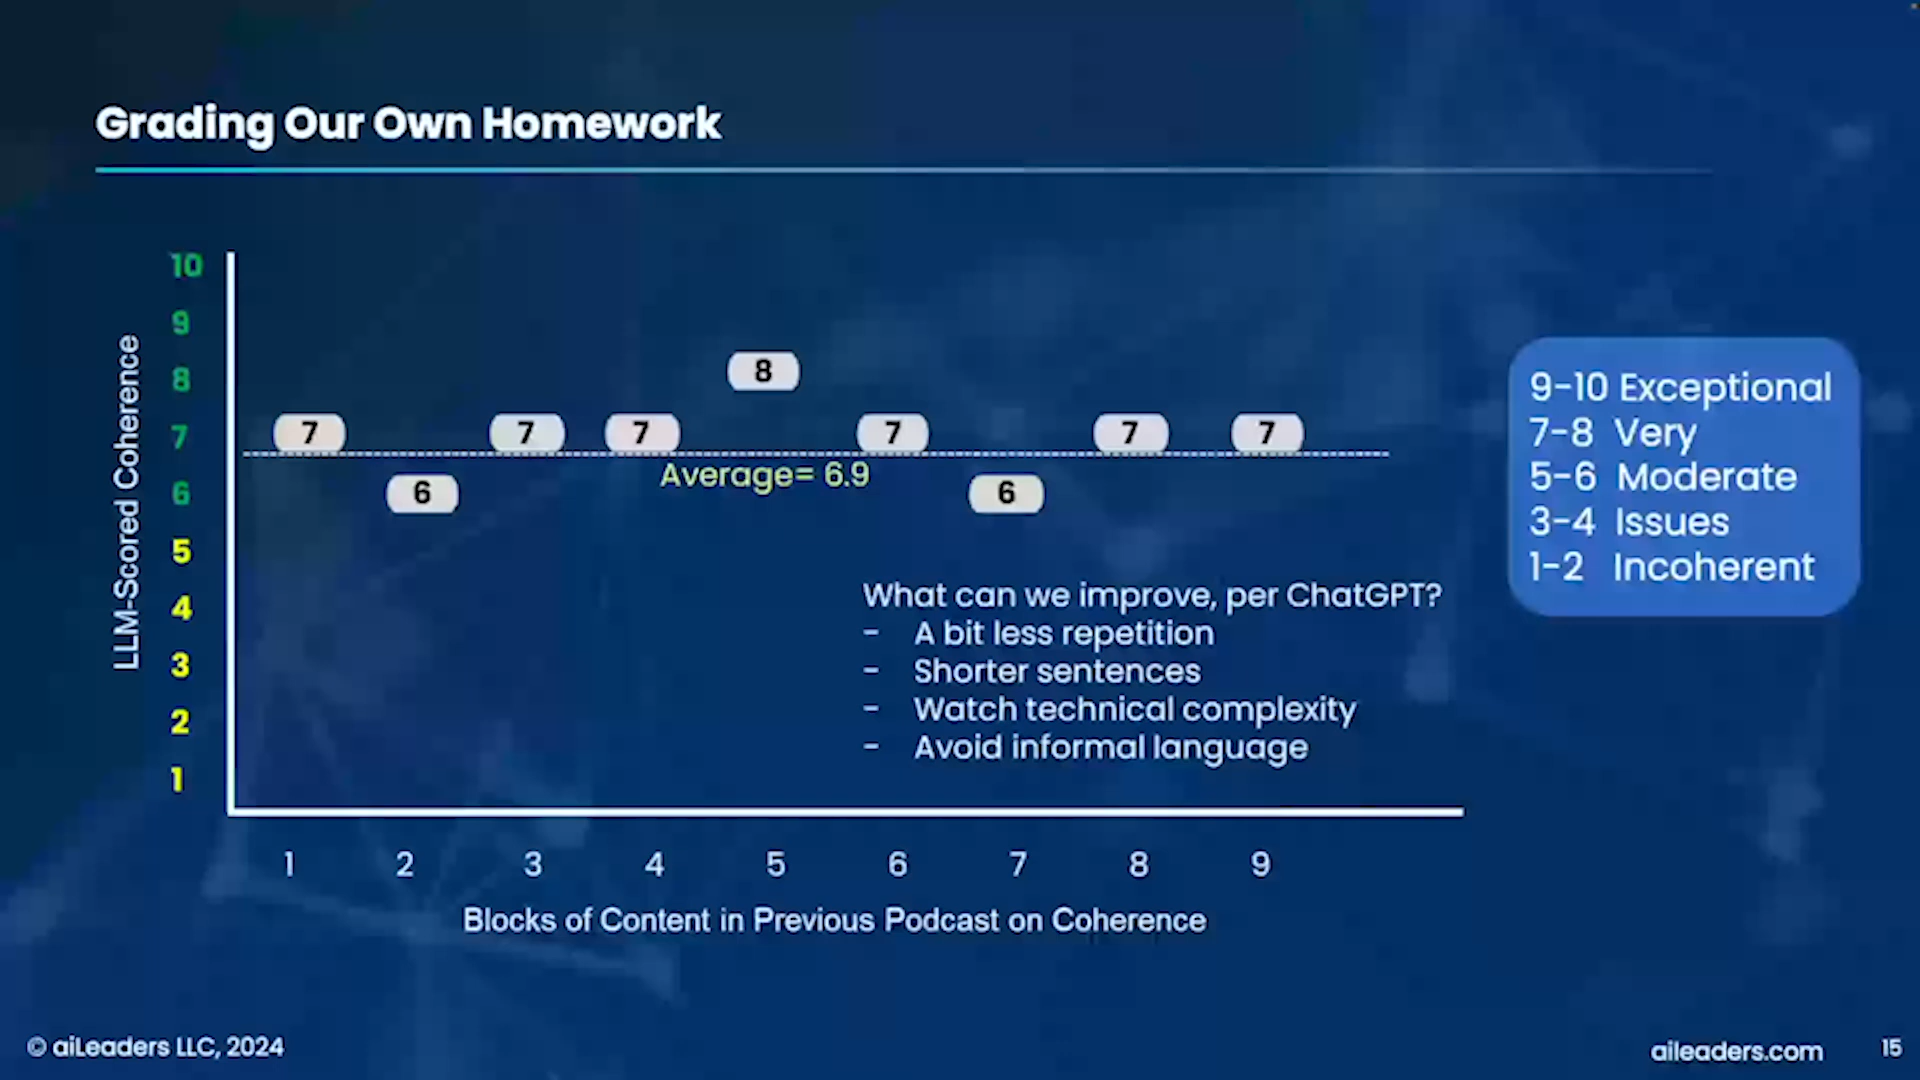 Grading Our Own Homework
LLM-Scored Coherence
10
9
8
7
6
5
4
3
2
1
7
6
7
7
8
7
6
7
7
Average= 6.9
What can we improve, per ChatGPT?
- A bit less repetition
- Shorter sentences
- Watch technical complexity
- Avoid informal language
1 2 3 4 5 6 7 8 9
Blocks of Content in Previous Podcast on Coherence
9-10 Exceptional
7-8 Very
5-6 Moderate
3-4 Issues
1-2 Incoherent
© aiLeaders LLC, 2024
aileaders.com
15